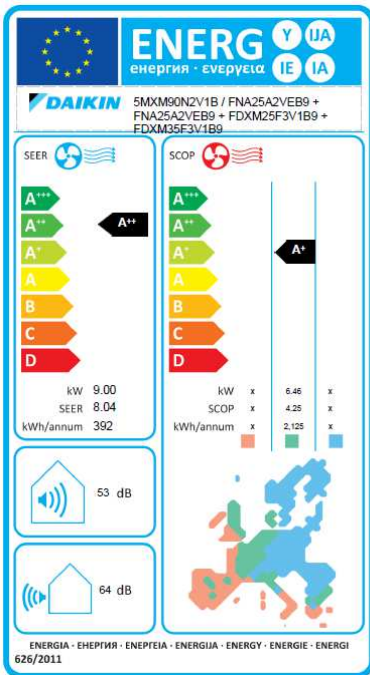 ENERG Y IJA
енергия · ενεργεια IE IA
DAIKIN 5MXM90N2V1B / FNA25A2VEB9 +
FNA25A2VEB9 + FDXM25F3V1B9 +
FDXM35F3V1B9
SEER
A+++
A++
A++
A+
A
B
C
D
kW 9.00
SEER 8.04
kWh/annum 392
SCOP
A+++
A++
A+
A+
A
B
C
D
kW x 6.46 x
SCOP x 4.25 x
kWh/annum x 2,125 x
53 dB
64 dB
ENERGIA · ЕНЕРГИЯ · ΕΝΕΡΓΕΙΑ · ENERGIJA · ENERGY · ENERGIE · ENERGI
626/2011